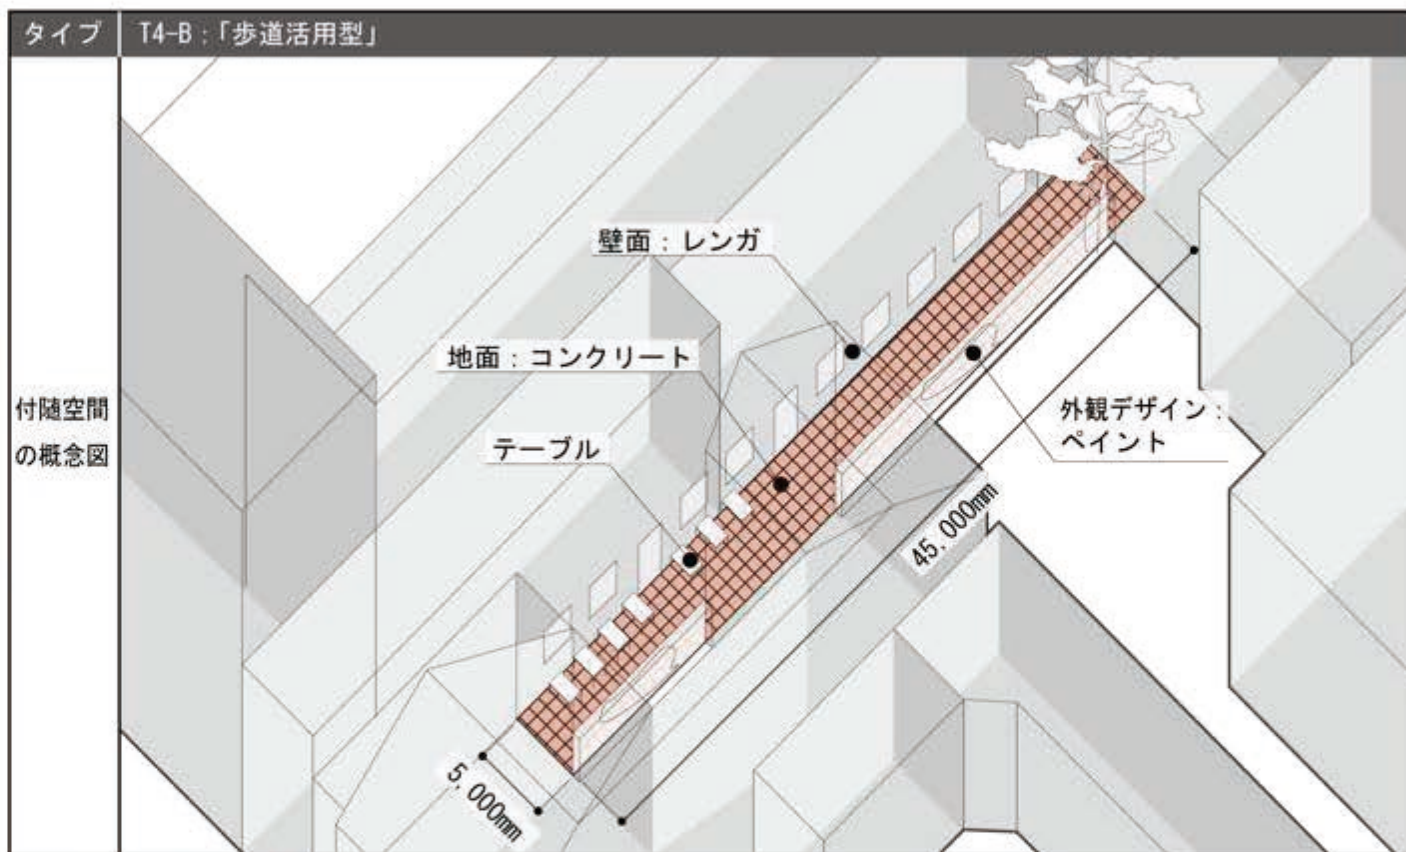 タイプ
T4-B:「歩道活用型」
付随空間
の概念図
壁面：レンガ
地面：コンクリート
テーブル
外観デザイン：
ペイント
45,000mm
5,000mm